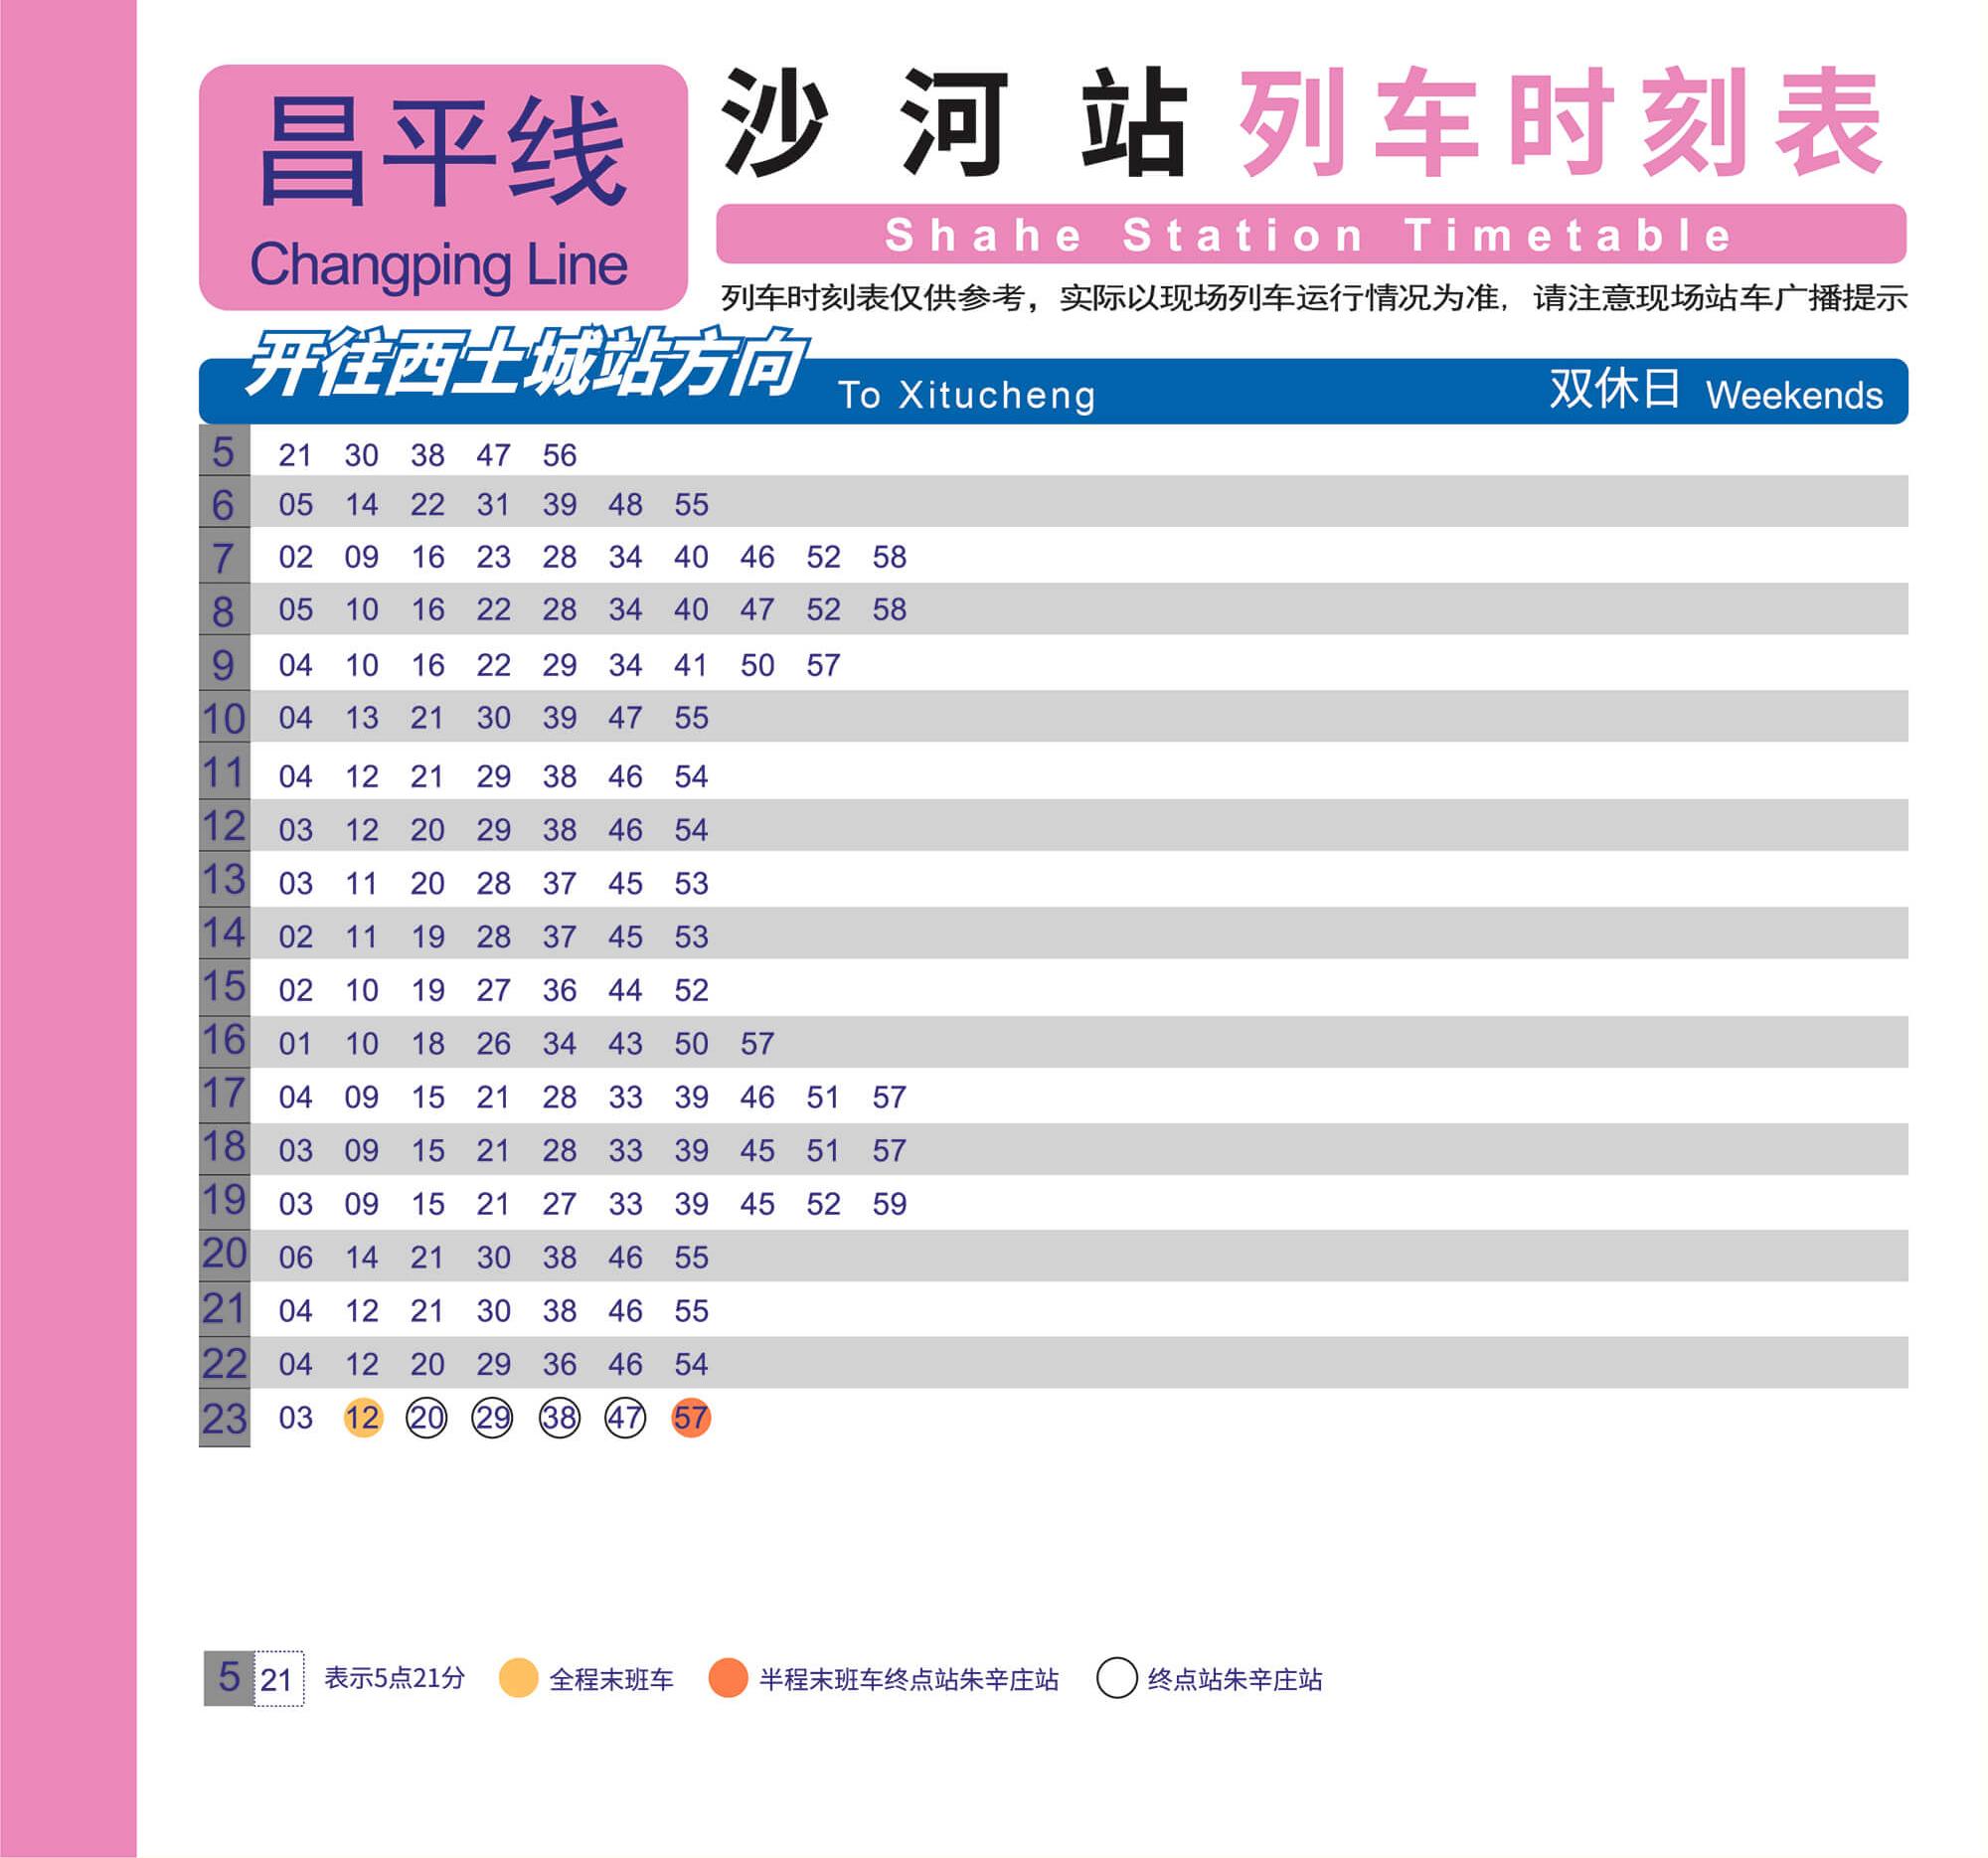 昌平线
Changping Line
沙河站列车时刻表
Shahe Station Timetable
列车时刻表仅供参考，实际以现场列车运行情况为准，请注意现场站车广播提示
开往西土城站方向 To Xitucheng 双休日 Weekends
5 21 30 38 47 56
6 05 14 22 31 39 48 55
7 02 09 16 23 28 34 40 46 52 58
8 05 10 16 22 28 34 40 47 52 58
9 04 10 16 22 29 34 41 50 57
10 04 13 21 30 39 47 55
11 04 12 21 29 38 46 54
12 03 12 20 29 38 46 54
13 03 11 20 28 37 45 53
14 02 11 19 28 37 45 53
15 02 10 19 27 36 44 52
16 01 10 18 26 34 43 50 57
17 04 09 15 21 28 33 39 46 51 57
18 03 09 15 21 28 33 39 45 51 57
19 03 09 15 21 27 33 39 45 52 59
20 06 14 21 30 38 46 55
21 04 12 21 30 38 46 55
22 04 12 20 29 36 46 54
23 03 12 20 29 38 47 57
5 21 表示5点21分 全程末班车 半程末班车终点站朱辛庄站 终点站朱辛庄站